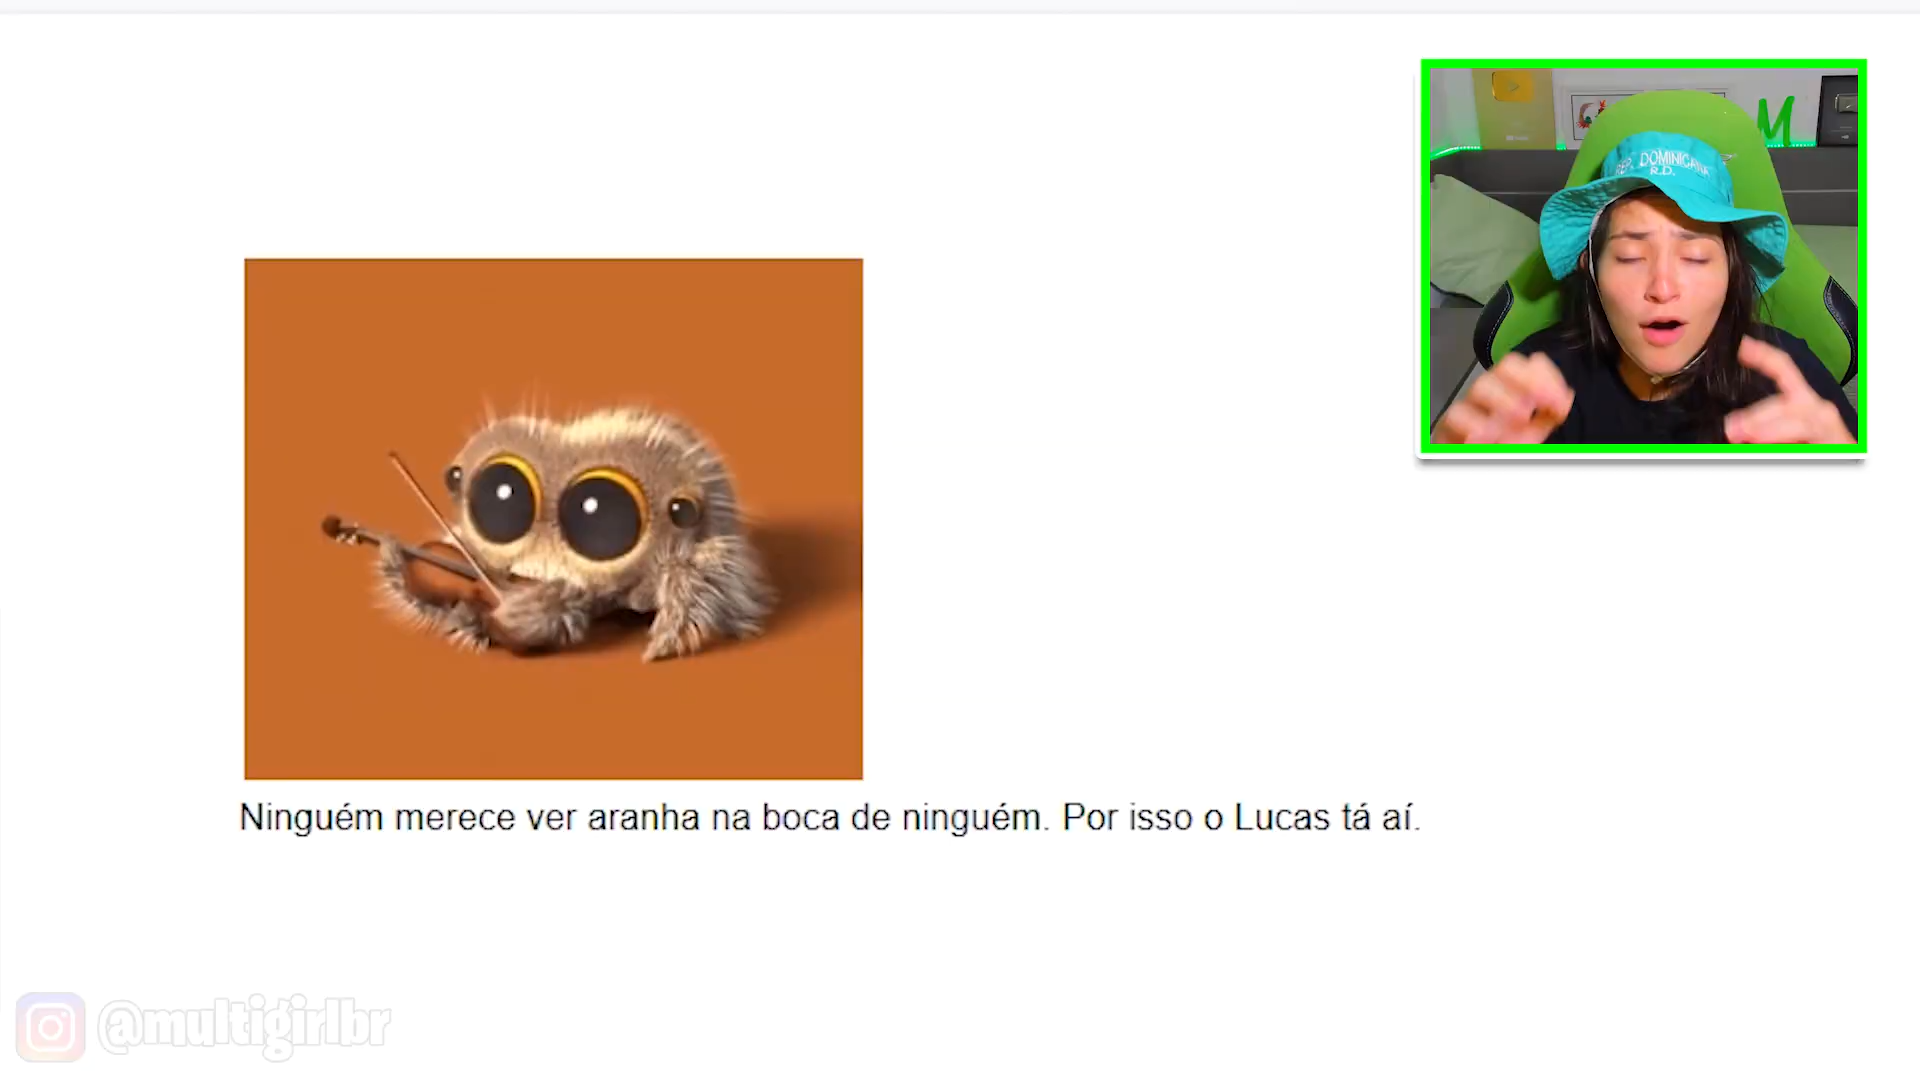 REP. DOMINICANA
R.D.
M
Ninguém merece ver aranha na boca de ninguém. Por isso o Lucas tá aí.
@multigirlbr